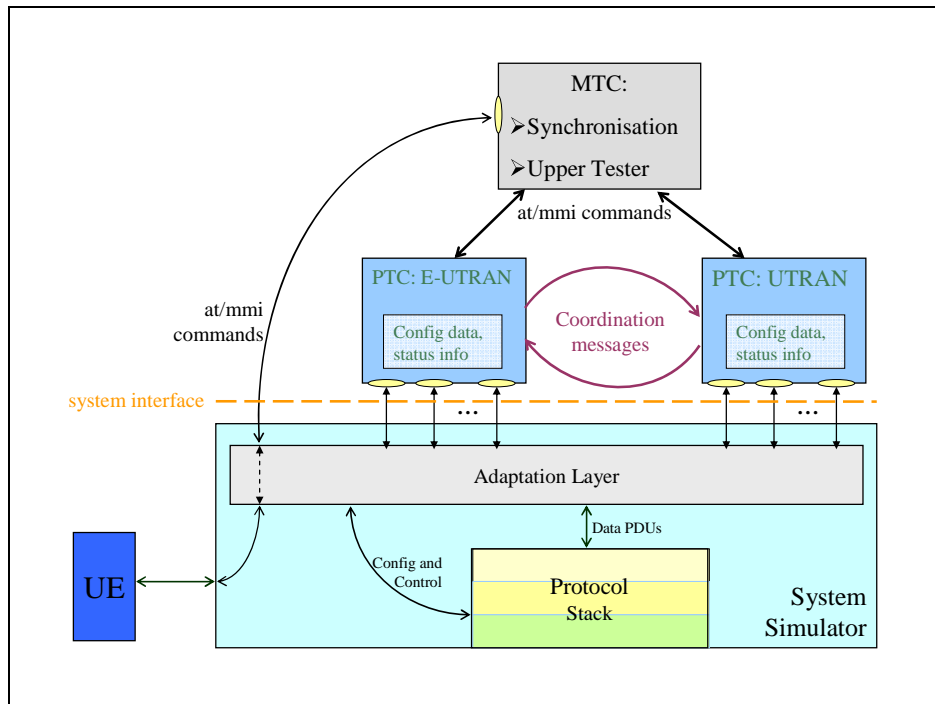 MTC:
➢Synchronisation
➢Upper Tester
at/mmi commands
PTC: E-UTRAN
Config data,
status info
Coordination
messages
PTC: UTRAN
Config data,
status info
at/mmi
commands
system interface
...
...
Adaptation Layer
Data PDUs
Config and
Control
Protocol
Stack
UE
System
Simulator